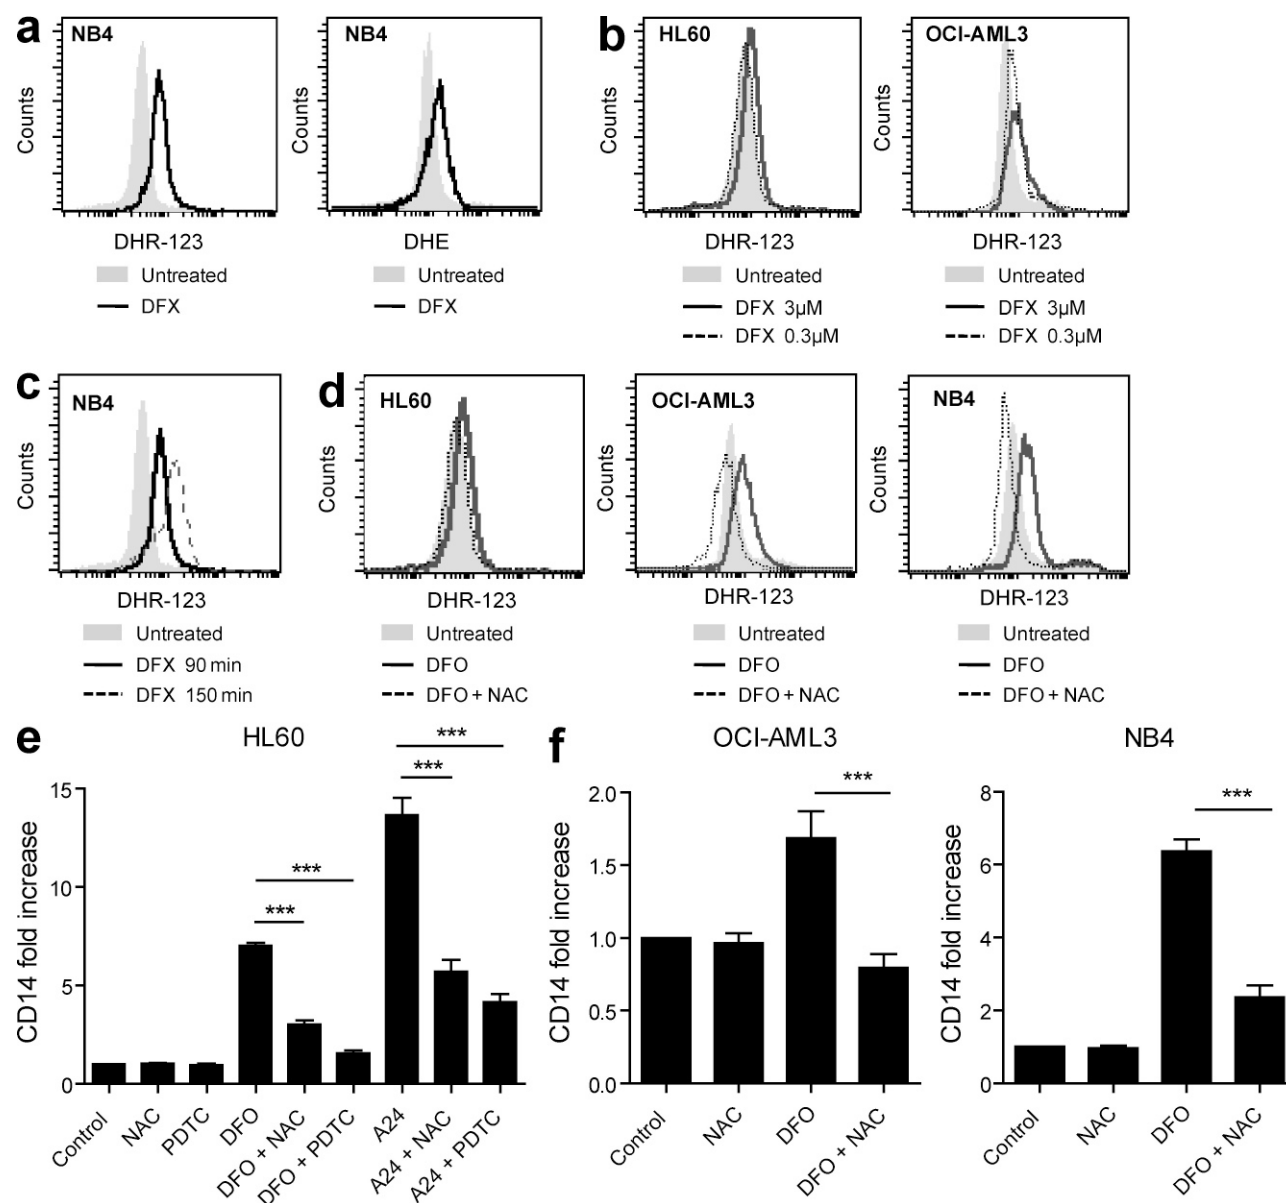 a
NB4
Counts
DHR-123
Untreated
DFX
NB4
Counts
DHE
Untreated
DFX
b
HL60
Counts
DHR-123
Untreated
DFX 3µM
DFX 0.3µM
OCI-AML3
Counts
DHR-123
Untreated
DFX 3µM
DFX 0.3µM
c
NB4
Counts
DHR-123
Untreated
DFX 90 min
DFX 150 min
d
HL60
Counts
DHR-123
Untreated
DFO
DFO + NAC
OCI-AML3
Counts
DHR-123
Untreated
DFO
DFO + NAC
NB4
Counts
DHR-123
Untreated
DFO
DFO + NAC
e
HL60
CD14 fold increase
15
10
5
0
***
***
***
***
Control
NAC
PDTC
DFO
DFO + NAC
DFO + PDTC
A24
A24 + NAC
A24 + PDTC
f
OCI-AML3
CD14 fold increase
2.0
1.5
1.0
0.5
0.0
***
Control
NAC
DFO
DFO + NAC
NB4
CD14 fold increase
8
6
4
2
0
***
Control
NAC
DFO
DFO + NAC